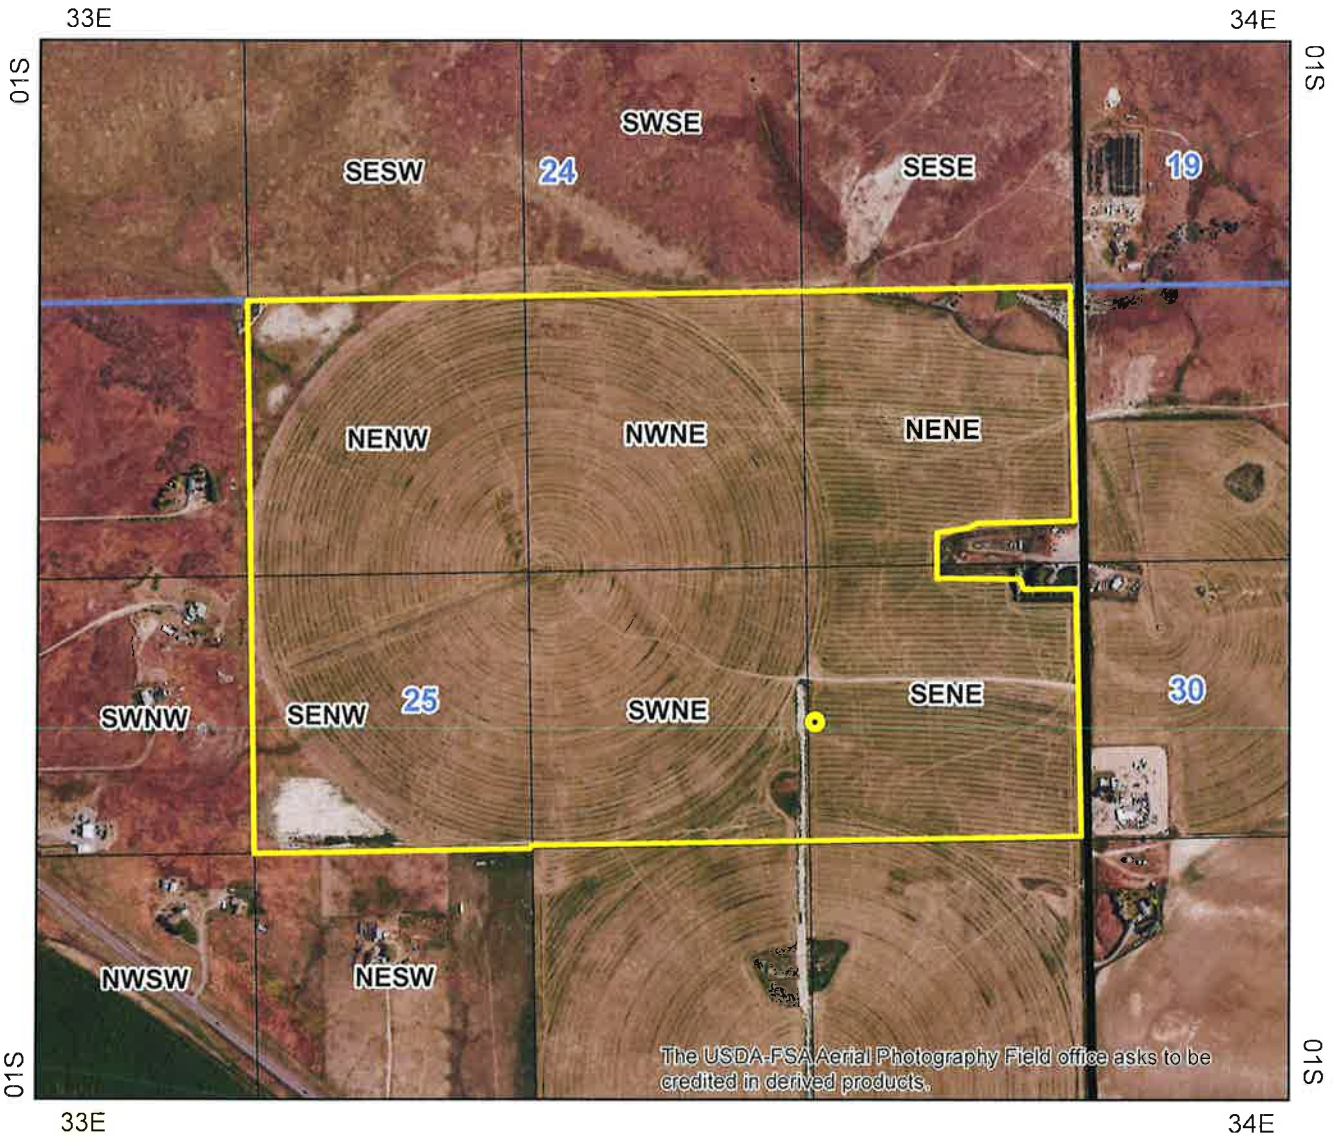 33E
34E
01S
01S
SWSE
SESW
24
SESE
19
NENW
NWNE
NENE
SWNW
SENW
25
SWNE
SENE
30
NWSW
NESW
The USDA-FSA Aerial Photography Field office asks to be
credited in derived products.
01S
01S
33E
34E